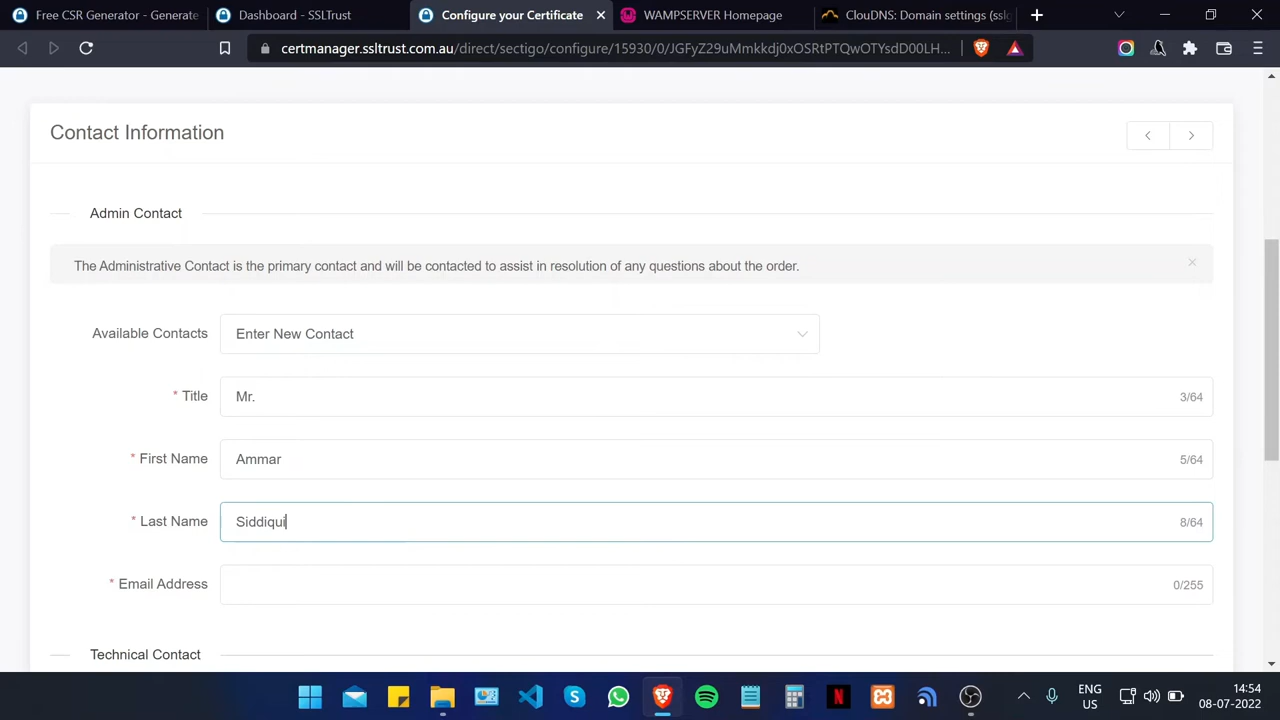 Free CSR Generator - Generate
Dashboard - SSLTrust
Configure your Certificate
WAMPSERVER Homepage
ClouDNS: Domain settings (sslg
certmanager.ssltrust.com.au/direct/sectigo/configure/15930/0/JGFyZ29uMmkkdj0xOSRtPTQwOTYsdD00LH...
Contact Information
Admin Contact
The Administrative Contact is the primary contact and will be contacted to assist in resolution of any questions about the order.
Available Contacts Enter New Contact
* Title Mr. 3/64
* First Name Ammar 5/64
* Last Name Siddiqui 8/64
* Email Address 0/255
Technical Contact
ENG 14:54
US 08-07-2022